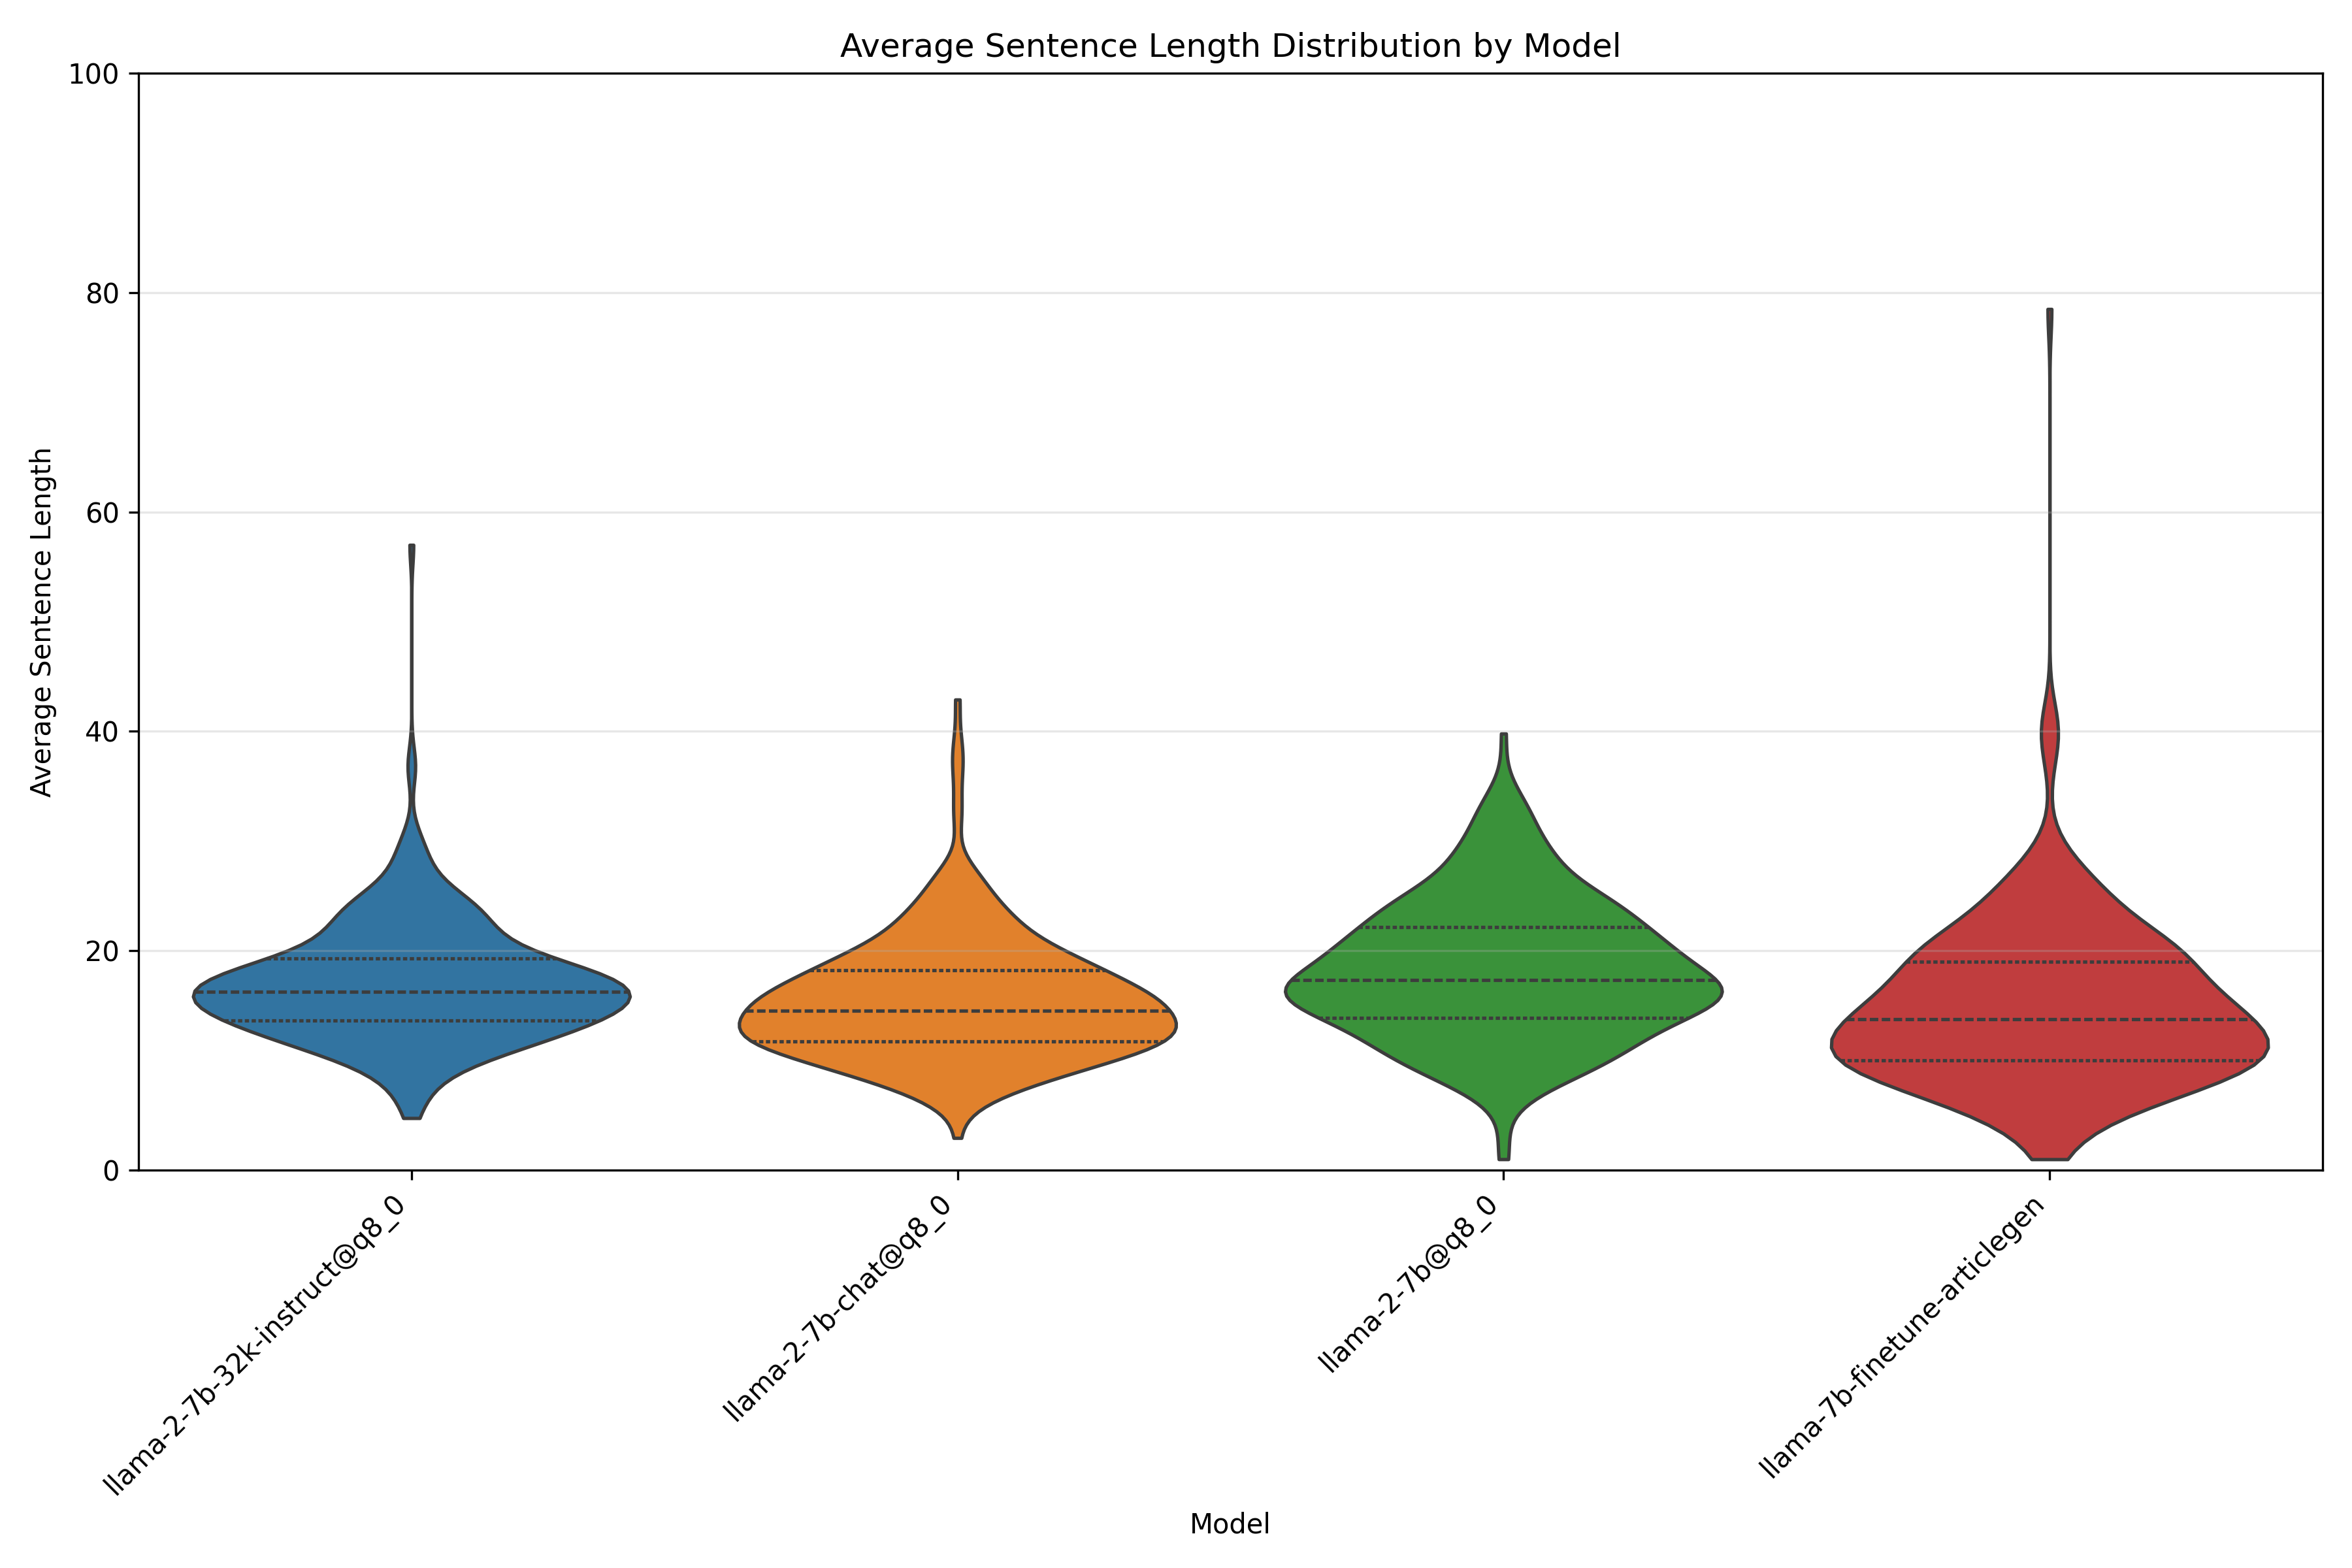 Average Sentence Length Distribution by Model
100
80
60
40
20
0
Average Sentence Length
llama-2-7b-32k-instruct@q8_0
llama-2-7b-chat@q8_0
llama-2-7b@q8_0
llama-7b-finetune-articlegen
Model